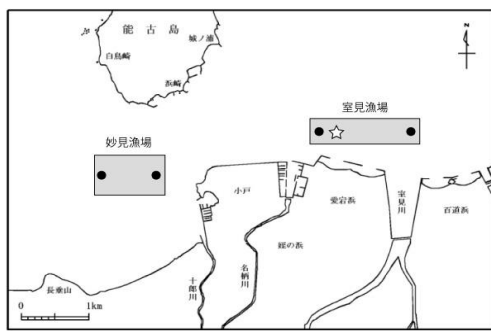 能古島
城ノ浦
白鳥崎
浜崎
N
室見漁場
妙見漁場
小戸
愛宕浜
室見川
百道浜
姪の浜
名柄川
十郎川
長垂山
0 1km